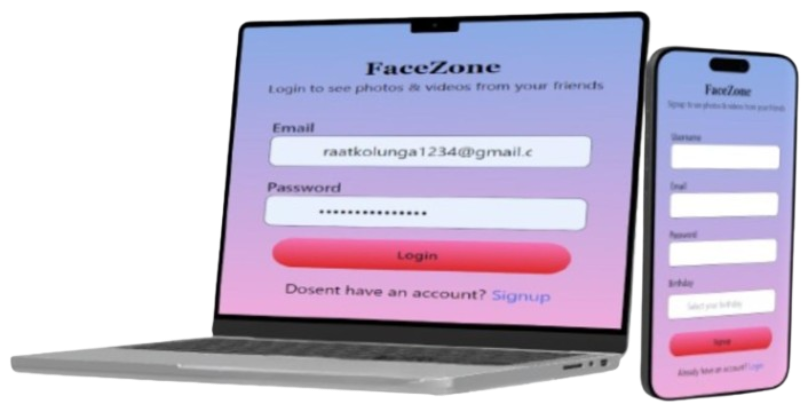 FaceZone
Login to see photos & videos from your friends
Email
raatkolunga1234@gmail.c
Password
•••••••••••••••
Login
Dosent have an account? Signup
FaceZone
Signup to see photos & videos from your friends
Username
Email
Password
Birthday
Select your birthday
Signup
Already have an account? Login